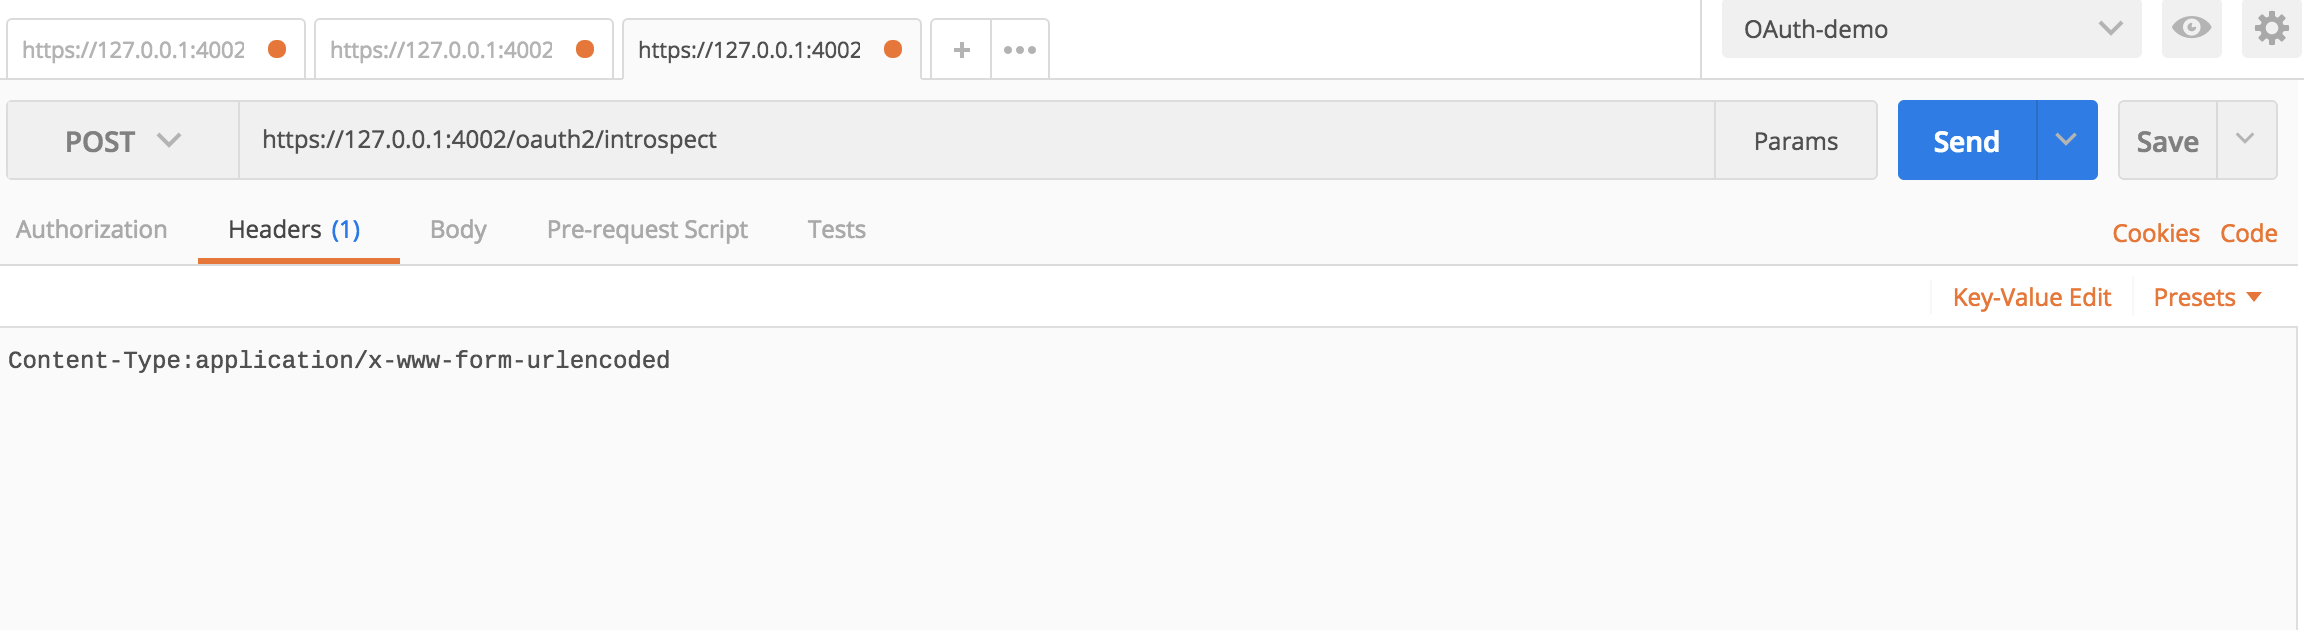 https://127.0.0.1:4002 https://127.0.0.1:4002 https://127.0.0.1:4002 + ••• OAuth-demo
POST https://127.0.0.1:4002/oauth2/introspect Params Send Save
Authorization Headers (1) Body Pre-request Script Tests Cookies Code
Key-Value Edit Presets
Content-Type:application/x-www-form-urlencoded